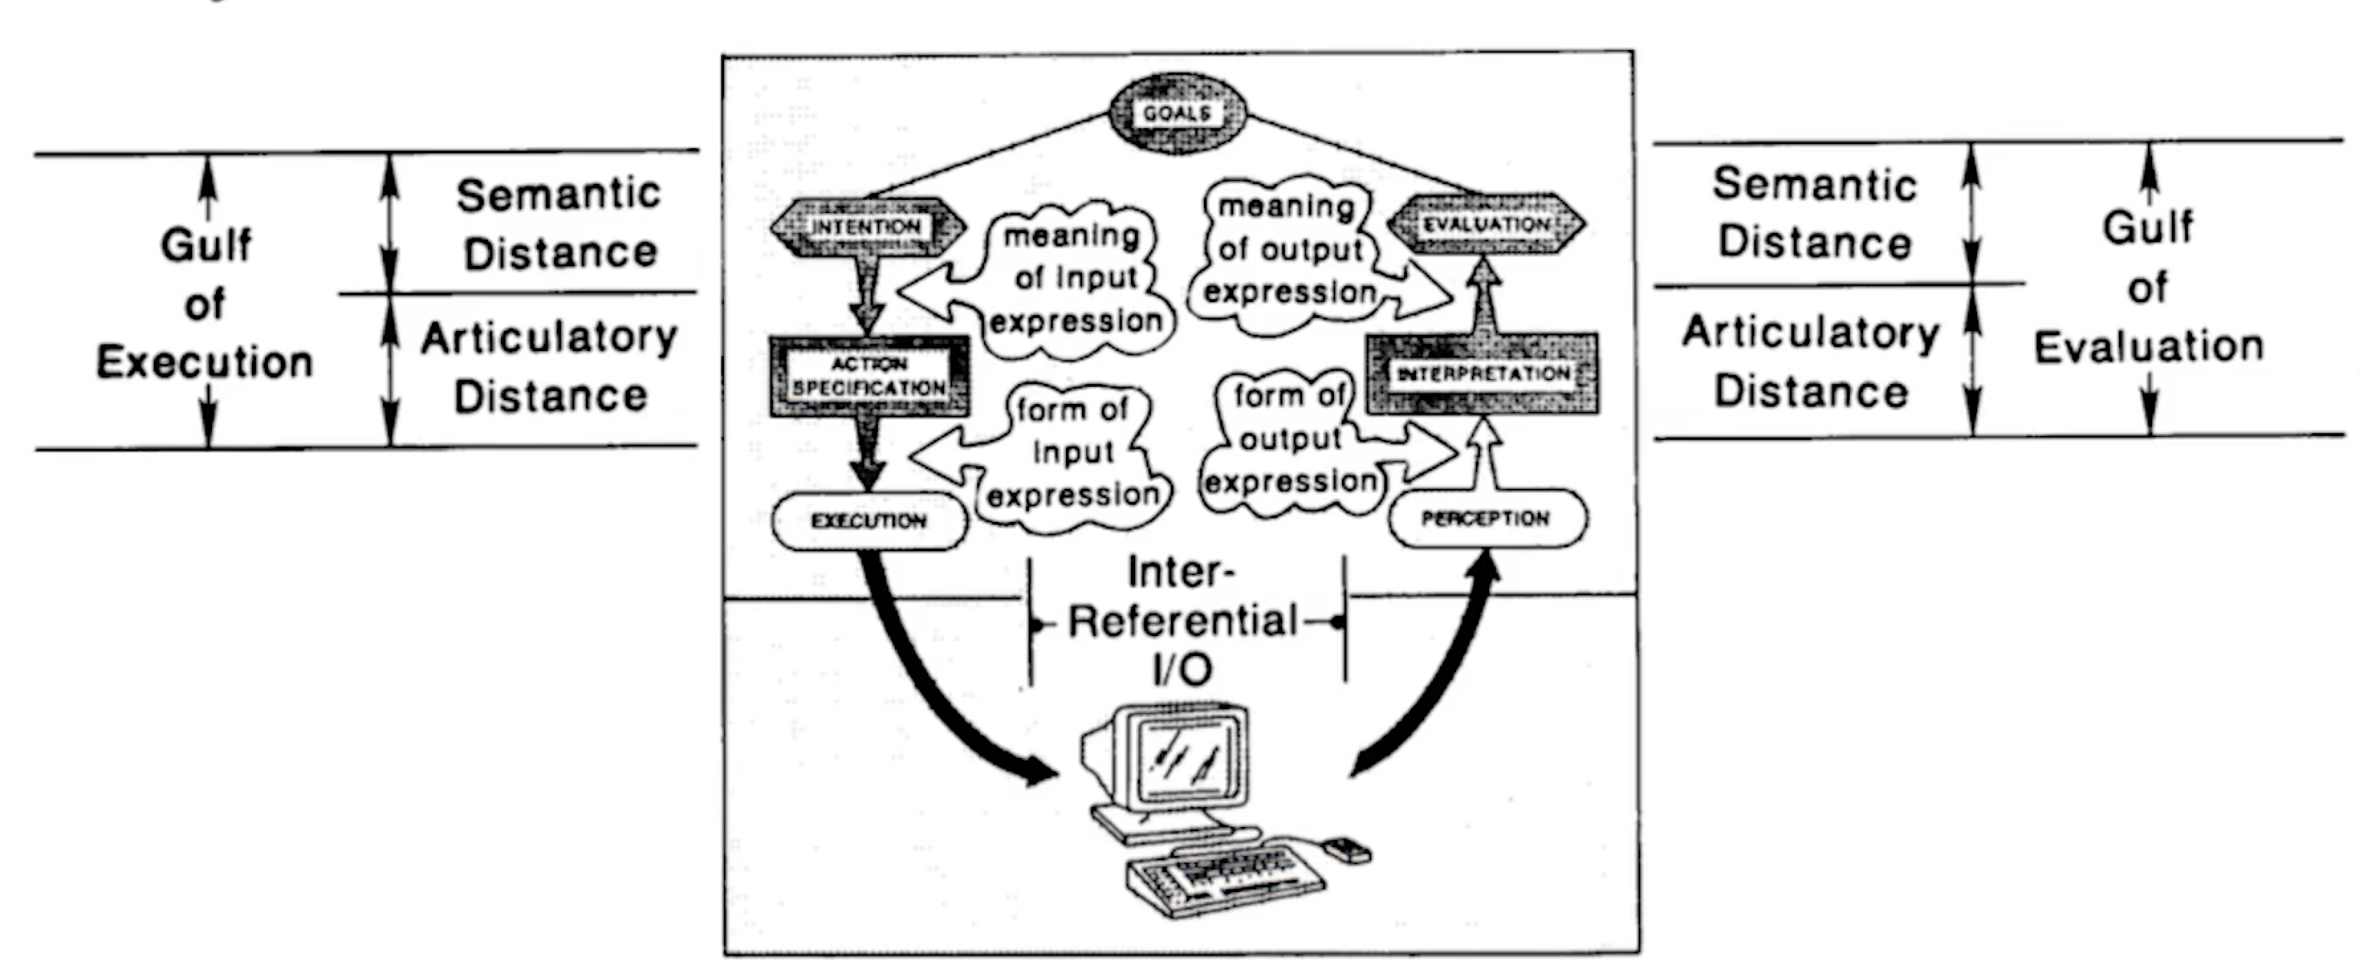 GOALS
Gulf
of
Execution
Semantic
Distance
Articulatory
Distance
INTENTION
meaning
of input
expression
ACTION
SPECIFICATION
form of
input
expression
EXECUTION
meaning
of output
expression
EVALUATION
INTERPRETATION
form of
output
expression
PERCEPTION
Inter-
Referential
I/O
Semantic
Distance
Articulatory
Distance
Gulf
of
Evaluation